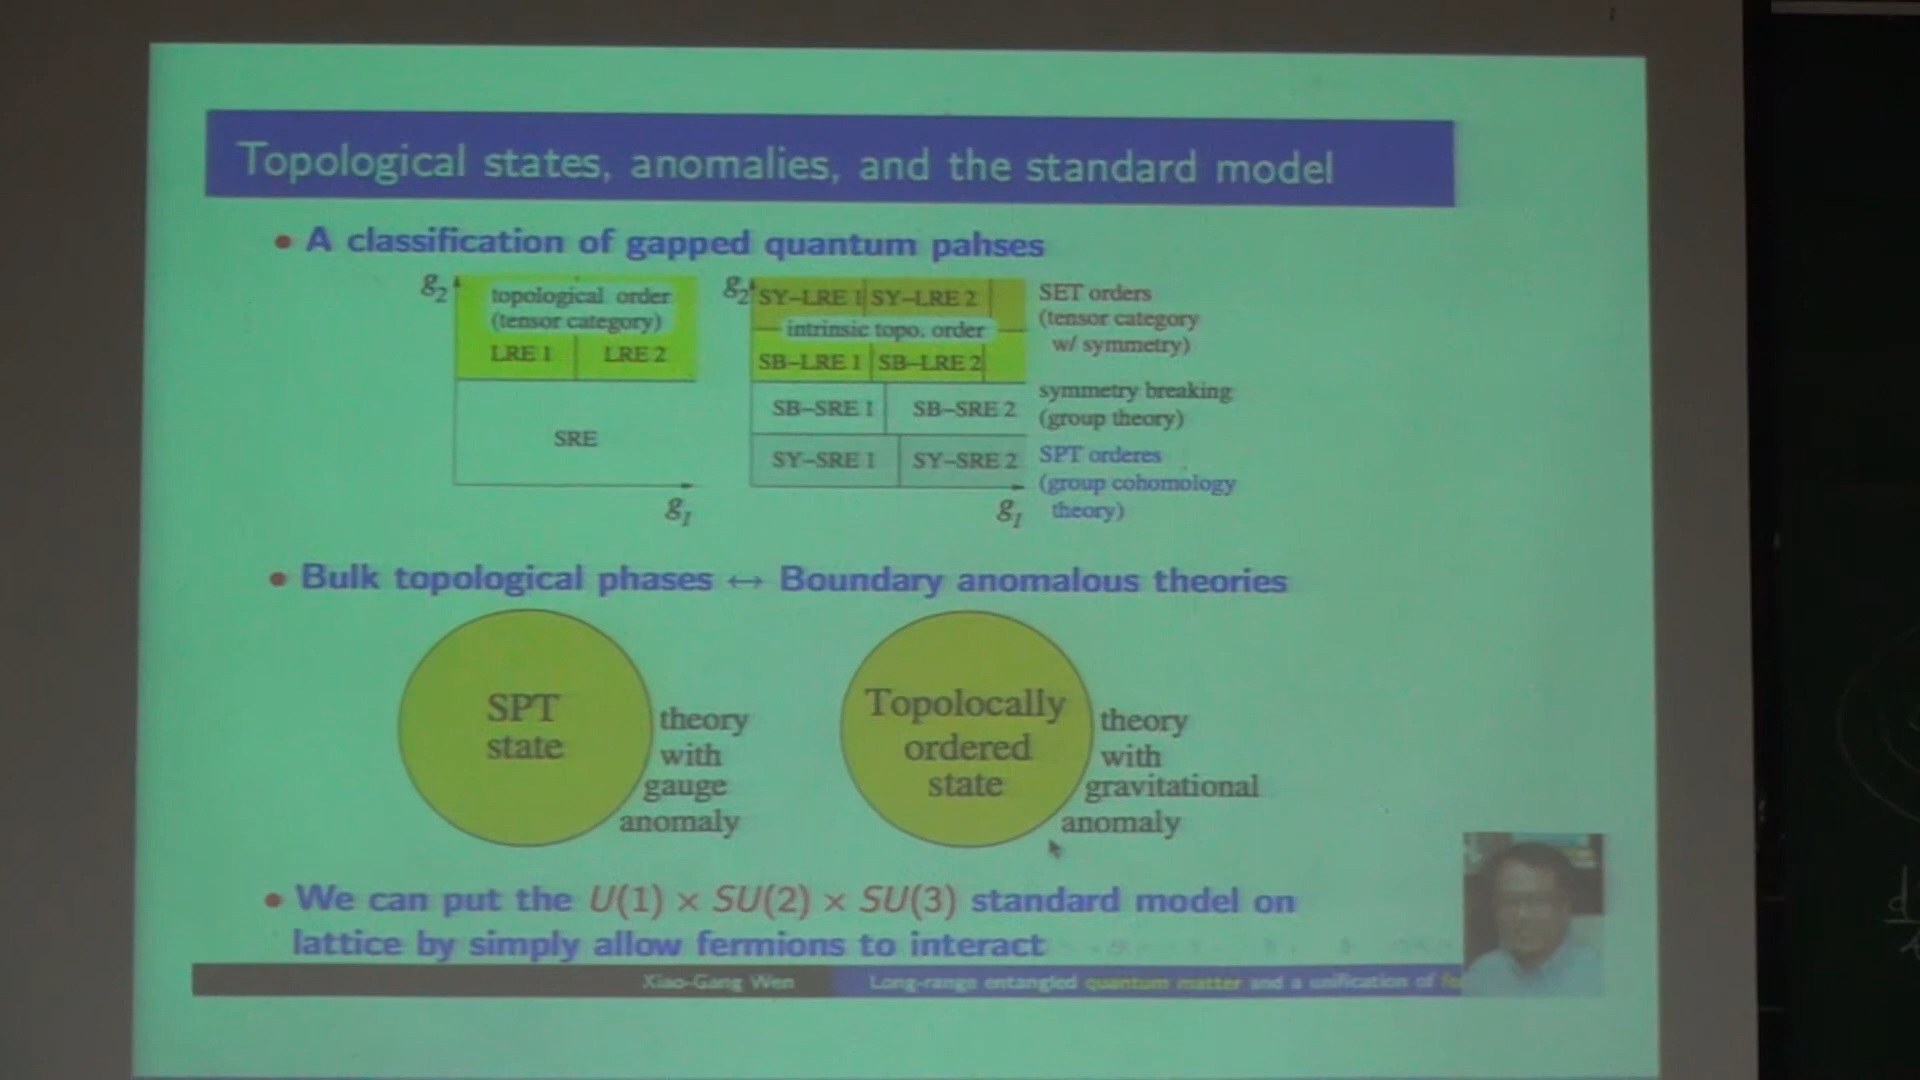 Topological states, anomalies, and the standard model
• A classification of gapped quantum pahses
g2
topological order
(tensor category)
LRE 1 LRE 2
SRE
g1
g2
SY–LRE 1 SY–LRE 2
intrinsic topo. order
SB–LRE 1 SB–LRE 2
SB–SRE 1 SB–SRE 2
SY–SRE 1 SY–SRE 2
g1
SET orders
(tensor category
w/ symmetry)
symmetry breaking
(group theory)
SPT orderes
(group cohomology
theory)
• Bulk topological phases ↔ Boundary anomalous theories
SPT
state
theory
with
gauge
anomaly
Topolocally
ordered
state
theory
with
gravitational
anomaly
• We can put the U(1) × SU(2) × SU(3) standard model on
lattice by simply allow fermions to interact
Xiao-Gang Wen
Long-range entangled quantum matter and a unification of